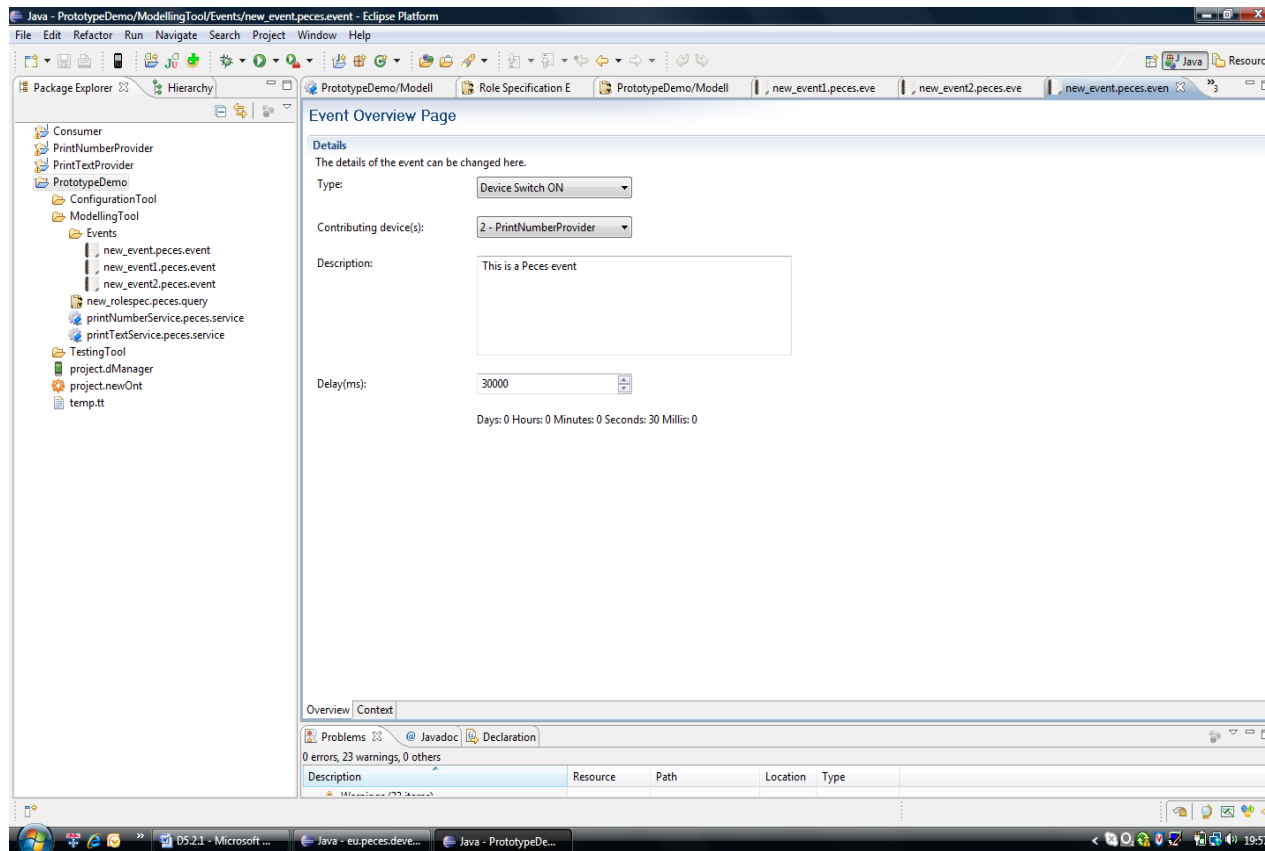 Java - PrototypeDemo/ModellingTool/Events/new_event.peces.event - Eclipse Platform
File Edit Refactor Run Navigate Search Project Window Help
Java Resourc
Package Explorer Hierarchy
PrototypeDemo/Modell Role Specification E PrototypeDemo/Modell new_event1.peces.eve new_event2.peces.eve new_event.peces.even 3
Consumer
PrintNumberProvider
PrintTextProvider
PrototypeDemo
ConfigurationTool
ModellingTool
Events
new_event.peces.event
new_event1.peces.event
new_event2.peces.event
new_rolespec.peces.query
printNumberService.peces.service
printTextService.peces.service
TestingTool
project.dManager
project.newOnt
temp.tt
Event Overview Page
Details
The details of the event can be changed here.
Type: Device Switch ON
Contributing device(s): 2 - PrintNumberProvider
Description: This is a Peces event
Delay(ms): 30000
Days: 0 Hours: 0 Minutes: 0 Seconds: 30 Millis: 0
Overview Context
Problems @ Javadoc Declaration
0 errors, 23 warnings, 0 others
Description Resource Path Location Type
Warnings (23 items)
D5.2.1 - Microsoft ... Java - eu.peces.deve... Java - PrototypeDe...